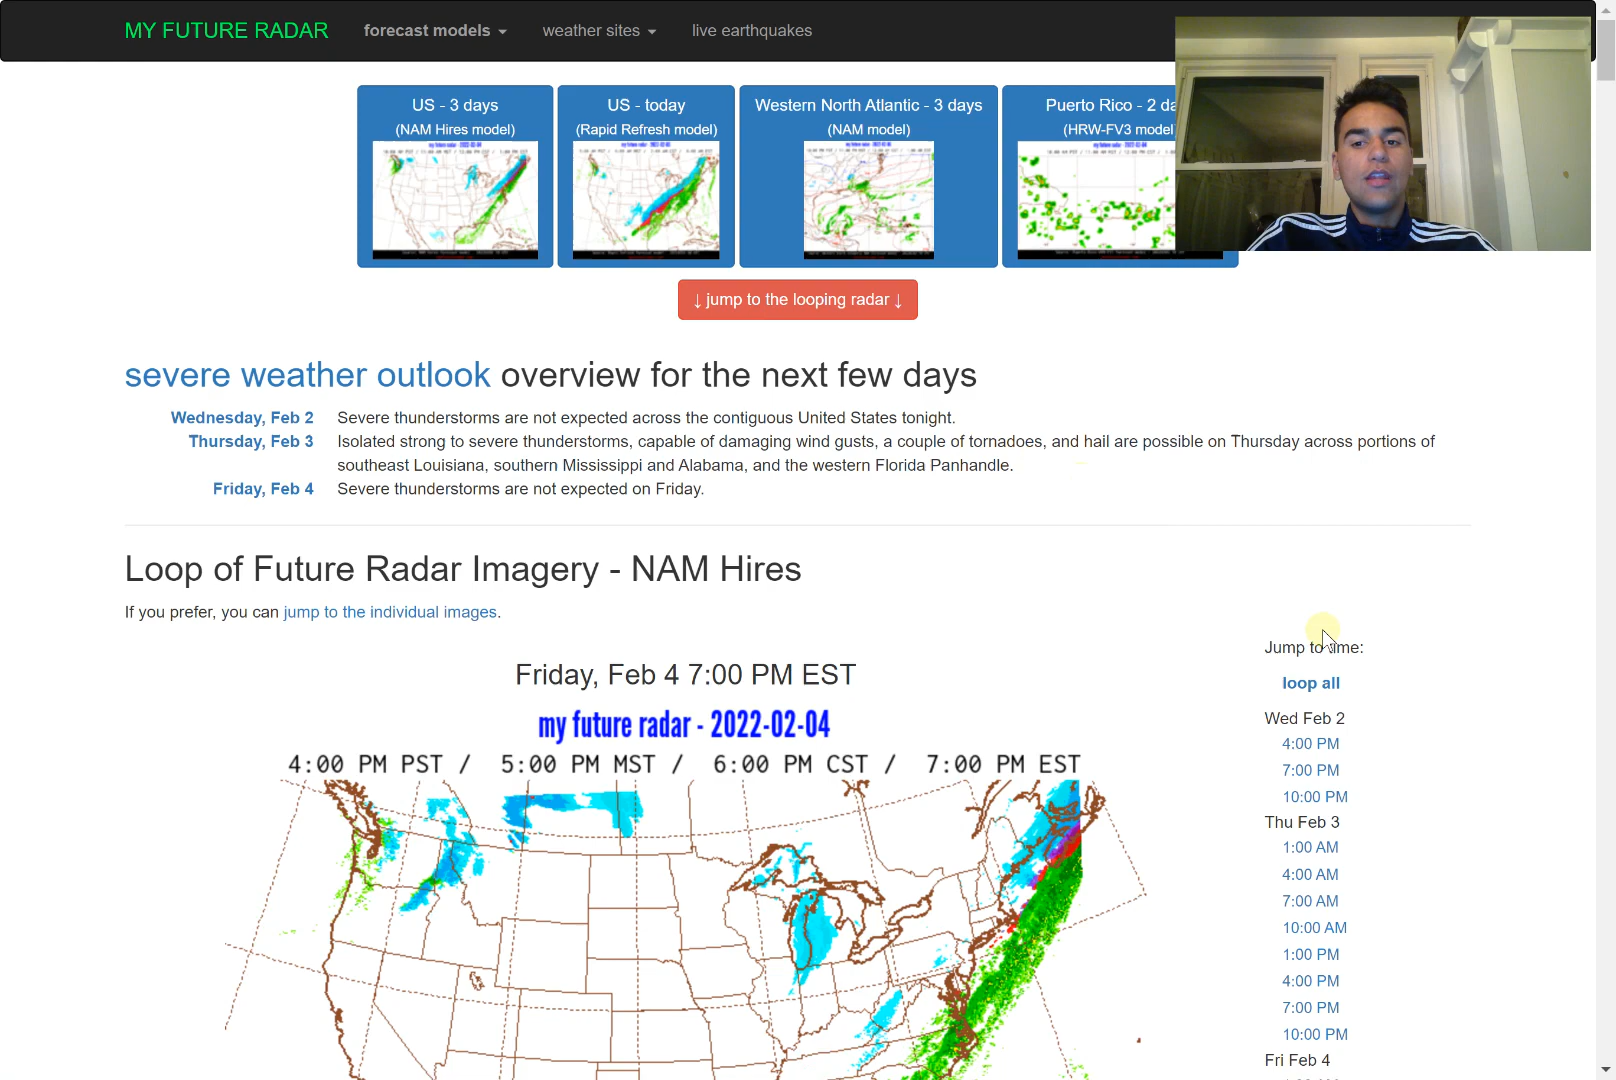 MY FUTURE RADAR
forecast models
weather sites
live earthquakes
US - 3 days
(NAM Hires model)
US - today
(Rapid Refresh model)
Western North Atlantic - 3 days
(NAM model)
Puerto Rico - 2 da
(HRW-FV3 model
↓ jump to the looping radar ↓
severe weather outlook overview for the next few days
Wednesday, Feb 2 Severe thunderstorms are not expected across the contiguous United States tonight.
Thursday, Feb 3 Isolated strong to severe thunderstorms, capable of damaging wind gusts, a couple of tornadoes, and hail are possible on Thursday across portions of
southeast Louisiana, southern Mississippi and Alabama, and the western Florida Panhandle.
Friday, Feb 4 Severe thunderstorms are not expected on Friday.
Loop of Future Radar Imagery - NAM Hires
If you prefer, you can jump to the individual images.
Friday, Feb 4 7:00 PM EST
my future radar - 2022-02-04
4:00 PM PST / 5:00 PM MST / 6:00 PM CST / 7:00 PM EST
Jump to time:
loop all
Wed Feb 2
4:00 PM
7:00 PM
10:00 PM
Thu Feb 3
1:00 AM
4:00 AM
7:00 AM
10:00 AM
1:00 PM
4:00 PM
7:00 PM
10:00 PM
Fri Feb 4